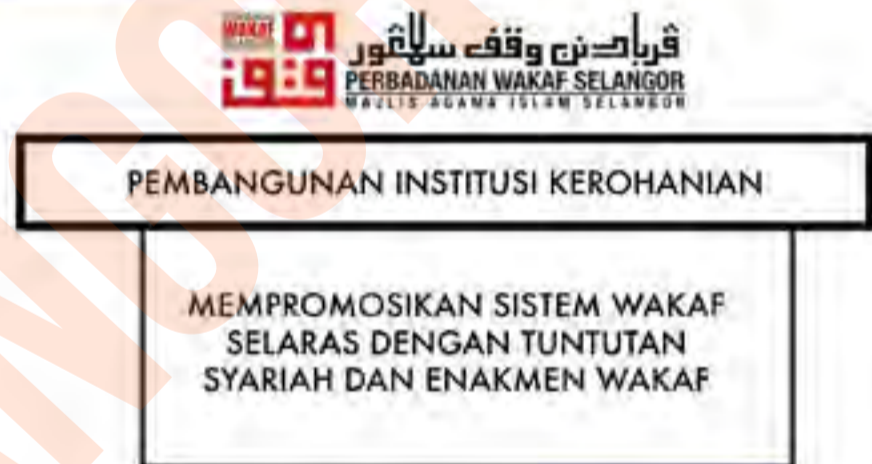 WAKAF
ڤربادنن وقف سلاڠور
PERBADANAN WAKAF SELANGOR
MAJLIS AGAMA ISLAM SELANGOR
PEMBANGUNAN INSTITUSI KEROHANIAN
MEMPROMOSIKAN SISTEM WAKAF
SELARAS DENGAN TUNTUTAN
SYARIAH DAN ENAKMEN WAKAF